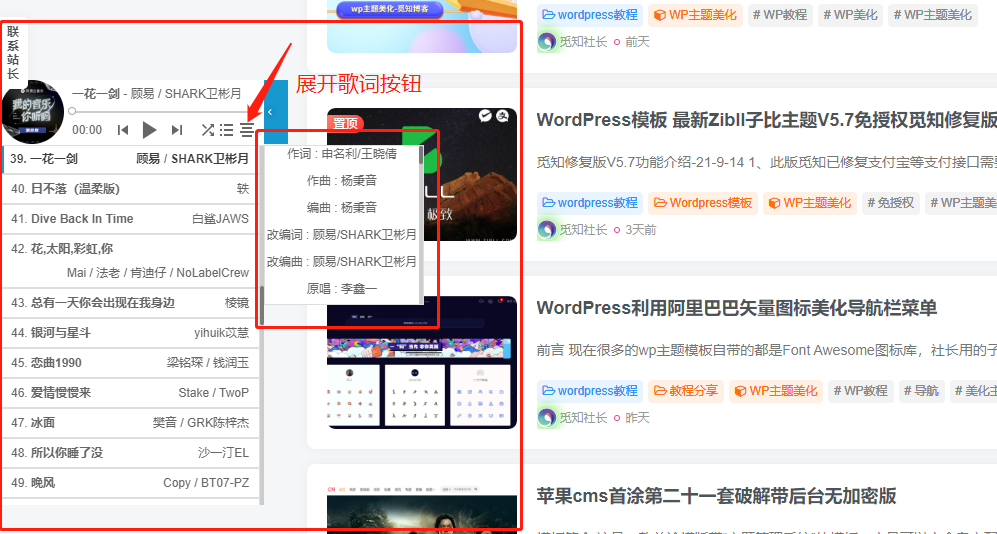 联系站长
一花一剑 - 顾易 / SHARK卫彬月
00:00
展开歌词按钮
39. 一花一剑 顾易 / SHARK卫彬月
40. 日不落（温柔版） 轶
41. Dive Back In Time 白鲨JAWS
42. 花,太阳,彩虹,你
Mai / 法老 / 肯迪仔 / NoLabelCrew
43. 总有一天你会出现在我身边 棱镜
44. 银河与星斗 yihuik苡慧
45. 恋曲1990 梁铭琛 / 钱润玉
46. 爱情慢慢来 Stake / TwoP
47. 冰面 樊音 / GRK陈梓杰
48. 所以你睡了没 沙一汀EL
49. 晚风 Copy / BT07-PZ
作词 : 申名利/王晓倩
作曲 : 杨秉音
编曲 : 杨秉音
改编词 : 顾易/SHARK卫彬月
改编曲 : 顾易/SHARK卫彬月
原唱 : 李鑫一
我的音乐
你听吗
wp主题美化-觅知博客
wordpress教程 WP主题美化 # WP教程 # WP美化 # WP主题美化
觅知社长 前天
置顶
极致
WordPress模板 最新Zibll子比主题V5.7免授权觅知修复版
觅知修复版V5.7功能介绍-21-9-14 1、此版觅知已修复支付宝等支付接口需
wordpress教程 Wordpress模板 WP主题美化 # 免授权 # WP主题美
觅知社长 3天前
WordPress利用阿里巴巴矢量图标美化导航栏菜单
前言 现在很多的wp主题模板自带的都是Font Awesome图标库，社长用的子
wordpress教程 教程分享 WP主题美化 # WP教程 # 导航 # 美化主
觅知社长 昨天
苹果cms首涂第二十一套破解带后台无加密版